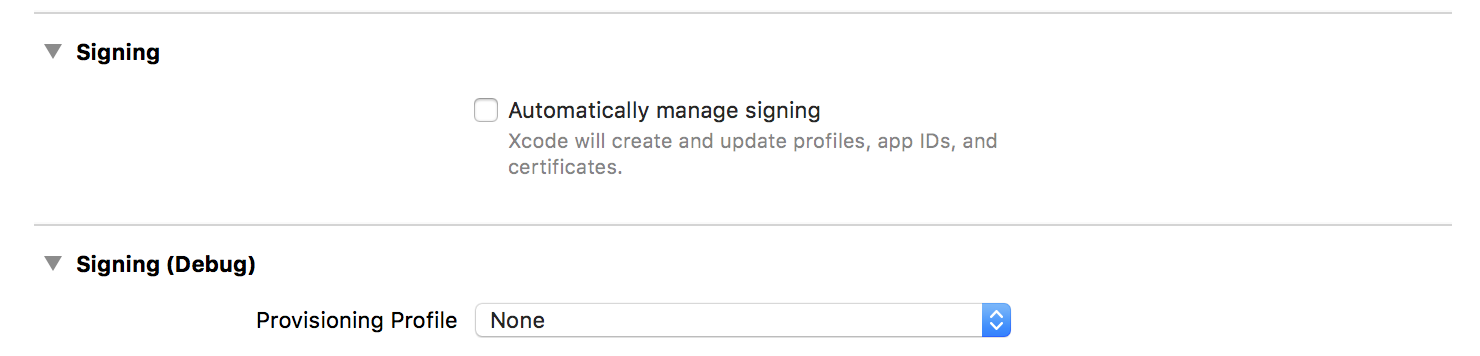 Signing
Automatically manage signing
Xcode will create and update profiles, app IDs, and
certificates.
Signing (Debug)
Provisioning Profile None